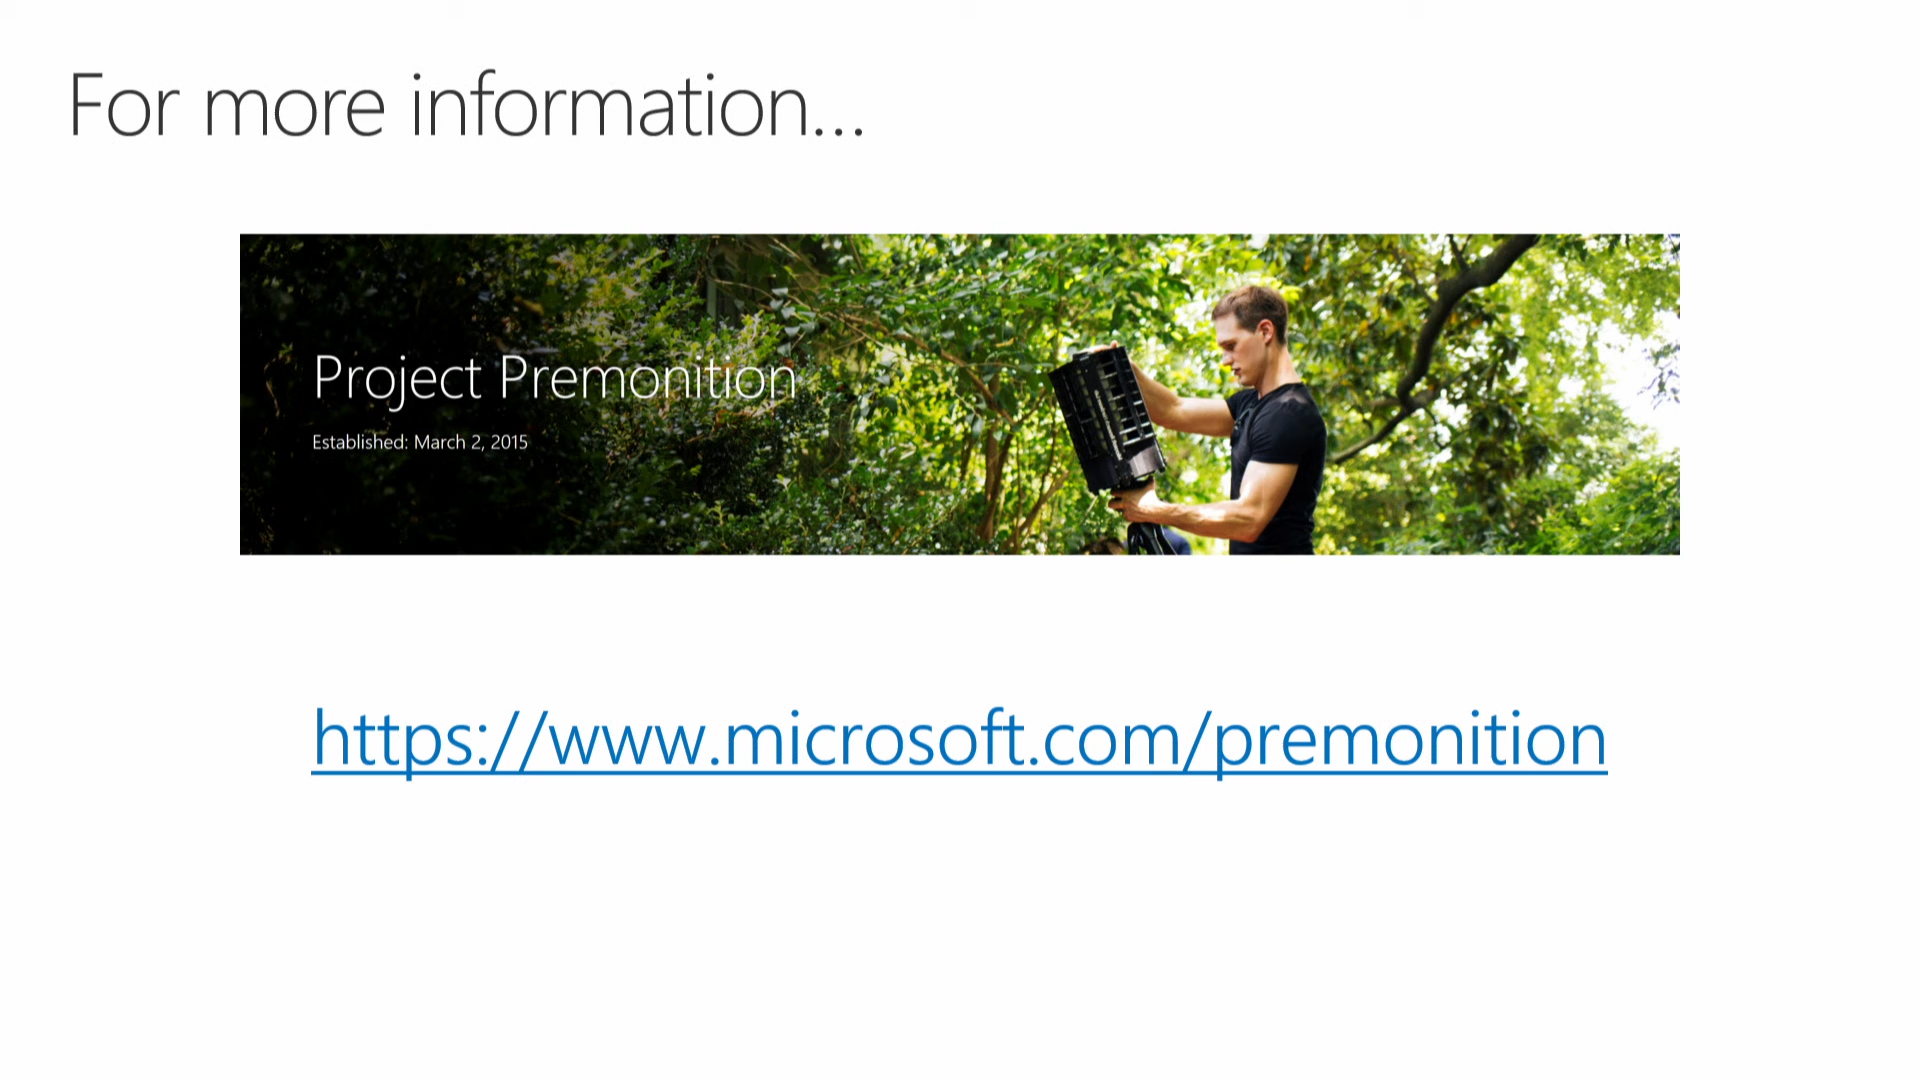 For more information...
Project Premonition
Established: March 2, 2015
https://www.microsoft.com/premonition